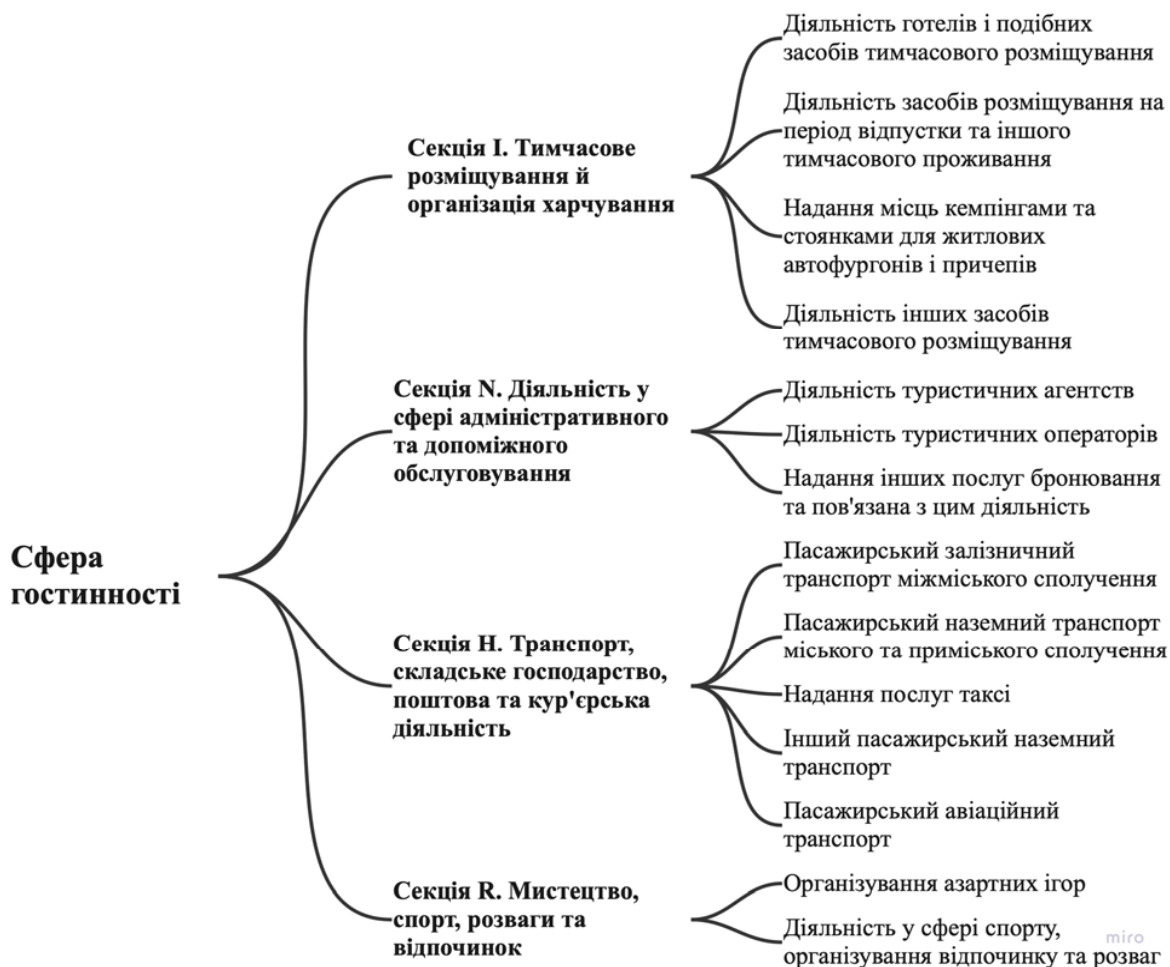 Сфера
гостинності
Секція I. Тимчасове
розміщування й
організація харчування
Діяльність готелів і подібних
засобів тимчасового розміщування
Діяльність засобів розміщування на
період відпустки та іншого
тимчасового проживання
Надання місць кемпінгами та
стоянками для житлових
автофургонів і причепів
Діяльність інших засобів
тимчасового розміщування
Секція N. Діяльність у
сфері адміністративного
та допоміжного
обслуговування
Діяльність туристичних агентств
Діяльність туристичних операторів
Надання інших послуг бронювання
та пов'язана з цим діяльність
Секція H. Транспорт,
складське господарство,
поштова та кур'єрська
діяльність
Пасажирський залізничний
транспорт міжміського сполучення
Пасажирський наземний транспорт
міського та приміського сполучення
Надання послуг таксі
Інший пасажирський наземний
транспорт
Пасажирський авіаційний
транспорт
Секція R. Мистецтво,
спорт, розваги та
відпочинок
Організування азартних ігор
Діяльність у сфері спорту,
організування відпочинку та розваг
miro